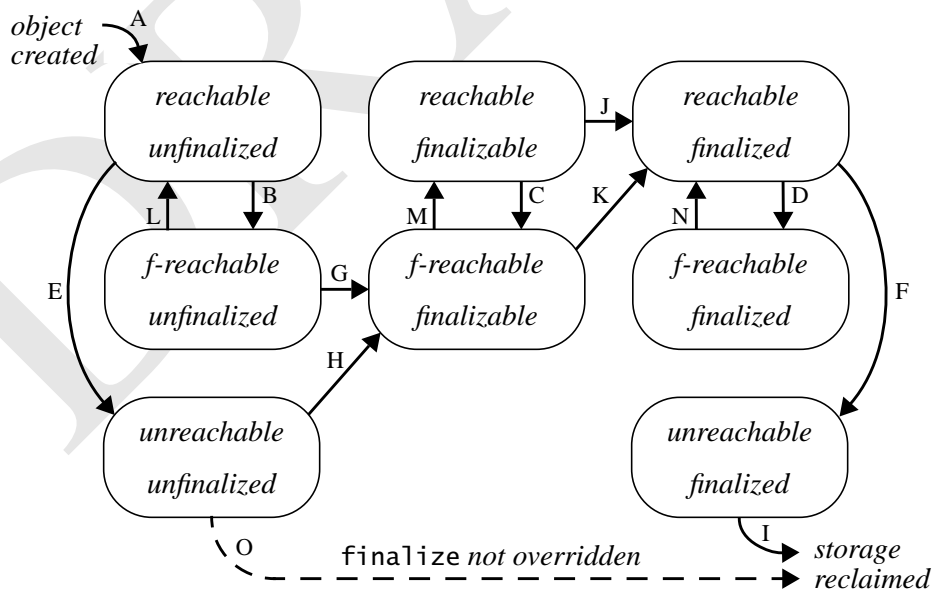 object
created
A
reachable
unfinalized
reachable
finalizable
J
reachable
finalized
L
B
M
C
K
N
D
E
f-reachable
unfinalized
G
f-reachable
finalizable
f-reachable
finalized
F
H
unreachable
unfinalized
unreachable
finalized
O
finalize not overridden
I
storage
reclaimed